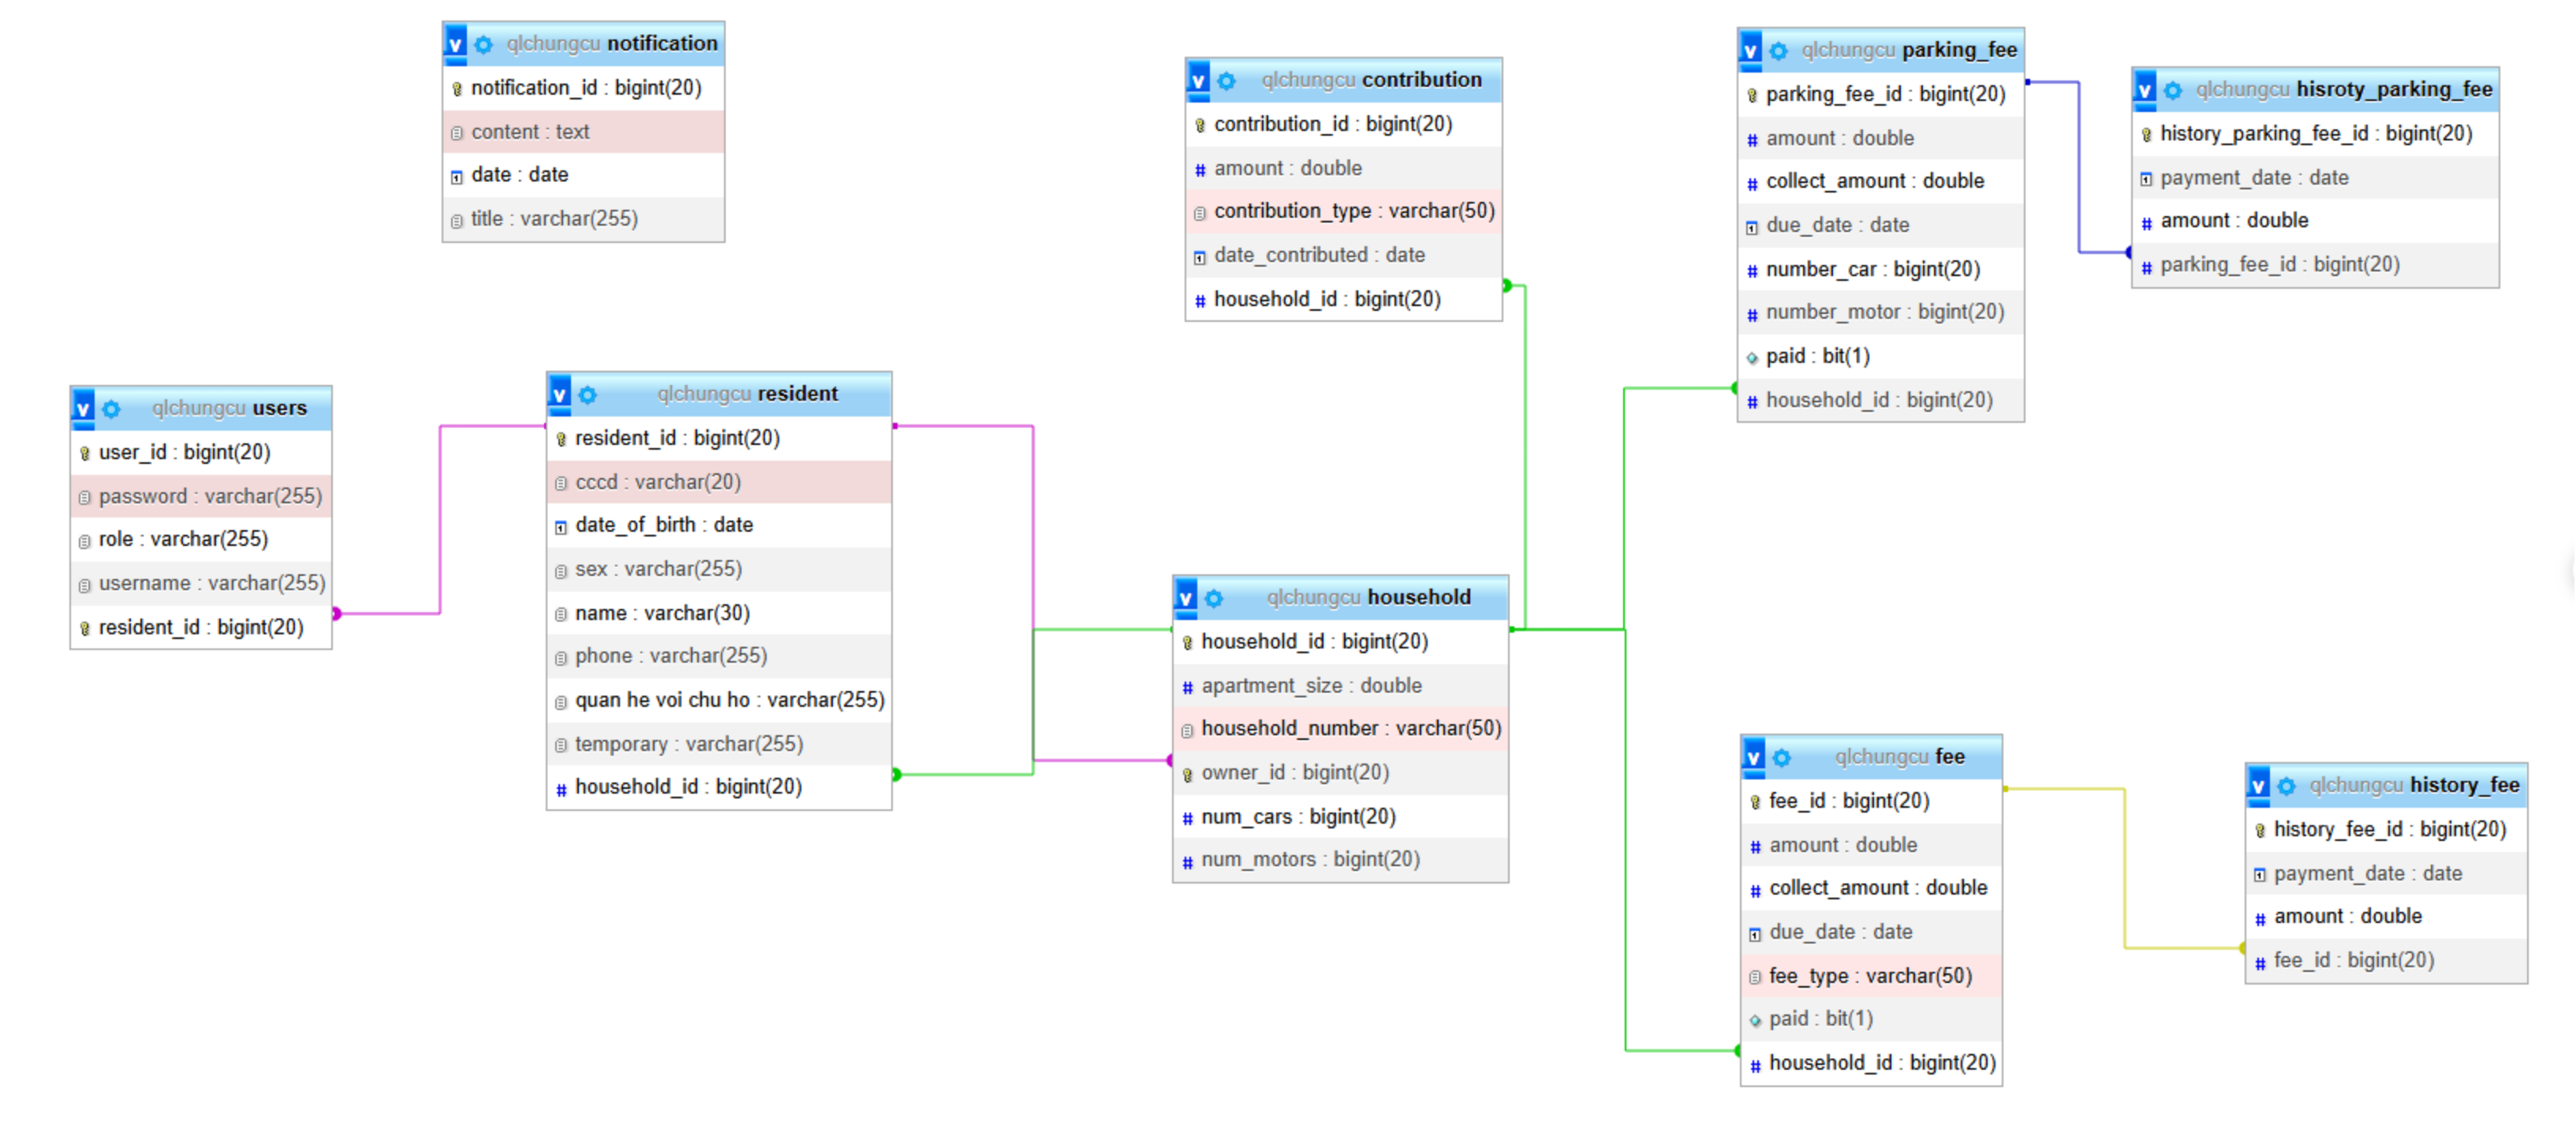 v qlchungcu notification
notification_id : bigint(20)
content : text
date : date
title : varchar(255)
v qlchungcu contribution
contribution_id : bigint(20)
amount : double
contribution_type : varchar(50)
date_contributed : date
household_id : bigint(20)
v qlchungcu parking_fee
parking_fee_id : bigint(20)
amount : double
collect_amount : double
due_date : date
number_car : bigint(20)
number_motor : bigint(20)
paid : bit(1)
household_id : bigint(20)
v qlchungcu hisroty_parking_fee
history_parking_fee_id : bigint(20)
payment_date : date
amount : double
parking_fee_id : bigint(20)
v qlchungcu users
user_id : bigint(20)
password : varchar(255)
role : varchar(255)
username : varchar(255)
resident_id : bigint(20)
v qlchungcu resident
resident_id : bigint(20)
cccd : varchar(20)
date_of_birth : date
sex : varchar(255)
name : varchar(30)
phone : varchar(255)
quan he voi chu ho : varchar(255)
temporary : varchar(255)
household_id : bigint(20)
v qlchungcu household
household_id : bigint(20)
apartment_size : double
household_number : varchar(50)
owner_id : bigint(20)
num_cars : bigint(20)
num_motors : bigint(20)
v qlchungcu fee
fee_id : bigint(20)
amount : double
collect_amount : double
due_date : date
fee_type : varchar(50)
paid : bit(1)
household_id : bigint(20)
v qlchungcu history_fee
history_fee_id : bigint(20)
payment_date : date
amount : double
fee_id : bigint(20)